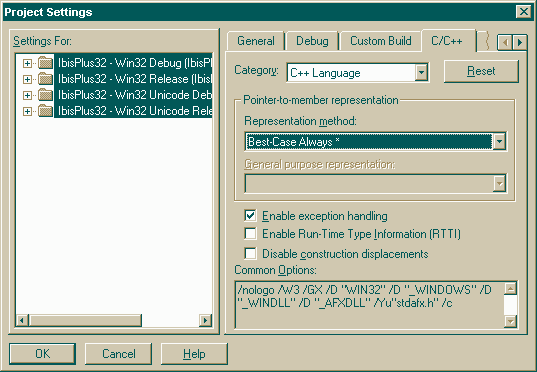 Project Settings
Settings For:
IbisPlus32 - Win32 Debug (IbisPl
IbisPlus32 - Win32 Release (Ibisl
IbisPlus32 - Win32 Unicode Deb
IbisPlus32 - Win32 Unicode Rele
General Debug Custom Build C/C++
Category: C++ Language Reset
Pointer-to-member representation
Representation method:
Best-Case Always *
General purpose representation:
Enable exception handling
Enable Run-Time Type Information (RTTI)
Disable construction displacements
Common Options:
/nologo /W3 /GX /D "WIN32" /D "_WINDOWS" /D
"_WINDLL" /D "_AFXDLL" /Yu"stdafx.h" /c
OK Cancel Help